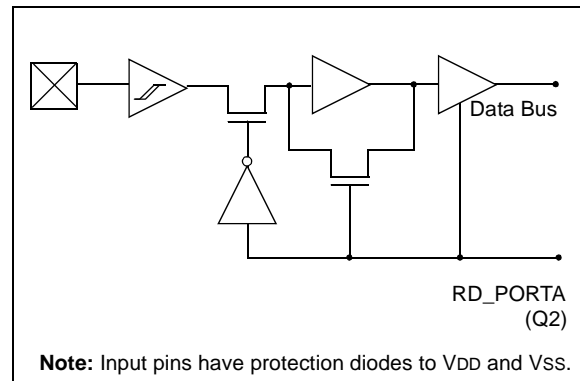 Data Bus
RD_PORTA
(Q2)
Note: Input pins have protection diodes to VDD and VSS.